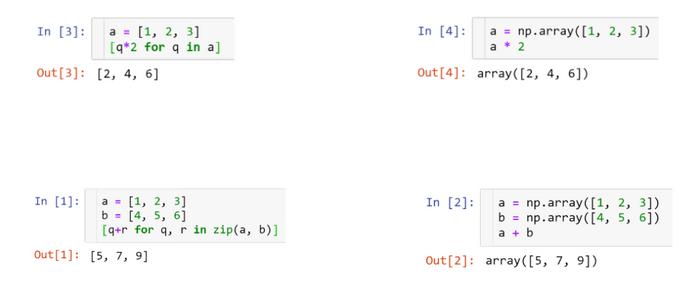 In [3]: a = [1, 2, 3]
[q*2 for q in a]
Out[3]: [2, 4, 6]
In [4]: a = np.array([1, 2, 3])
a * 2
Out[4]: array([2, 4, 6])
In [1]: a = [1, 2, 3]
b = [4, 5, 6]
[q+r for q, r in zip(a, b)]
Out[1]: [5, 7, 9]
In [2]: a = np.array([1, 2, 3])
b = np.array([4, 5, 6])
a + b
Out[2]: array([5, 7, 9])